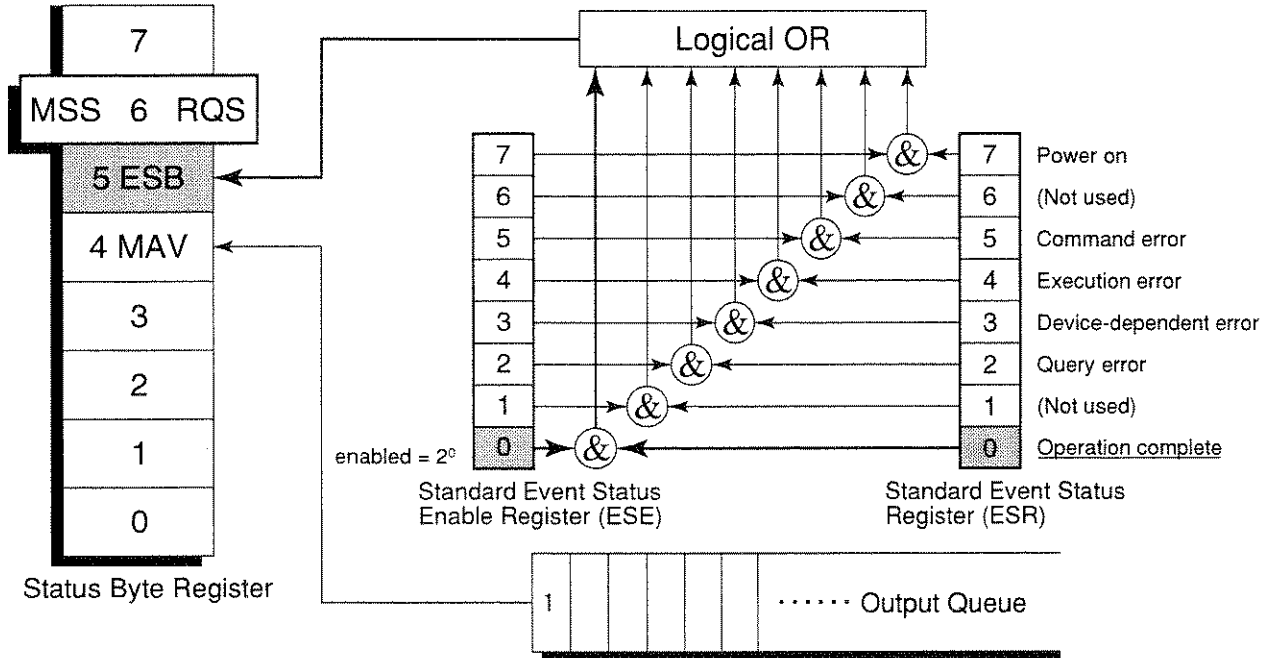 7
MSS 6 RQS
5 ESB
4 MAV
3
2
1
0
Status Byte Register
Logical OR
7 & 7 Power on
6 & 6 (Not used)
5 & 5 Command error
4 & 4 Execution error
3 & 3 Device-dependent error
2 & 2 Query error
1 & 1 (Not used)
enabled = 2⁰ 0 & 0 Operation complete
Standard Event Status
Enable Register (ESE)
Standard Event Status
Register (ESR)
1 ...... Output Queue